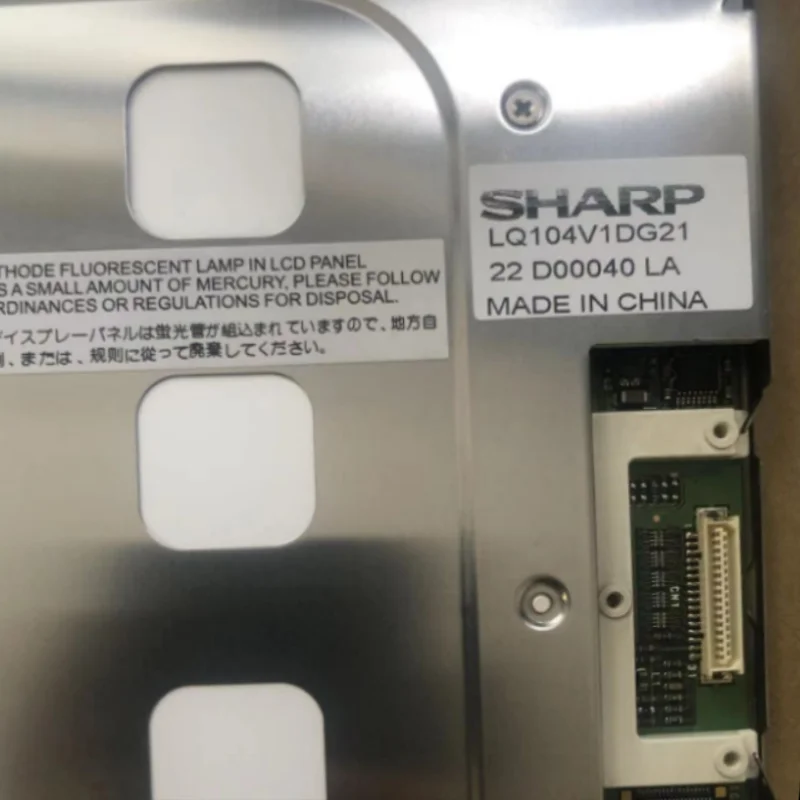 SHARP
LQ104V1DG21
22 D00040 LA
MADE IN CHINA
THODE FLUORESCENT LAMP IN LCD PANEL
S A SMALL AMOUNT OF MERCURY, PLEASE FOLLOW
RDINANCES OR REGULATIONS FOR DISPOSAL.
ィスプレーパネルは蛍光管が組込まれていますので、地方自
、または、規則に従って廃棄してください。
CN1
31